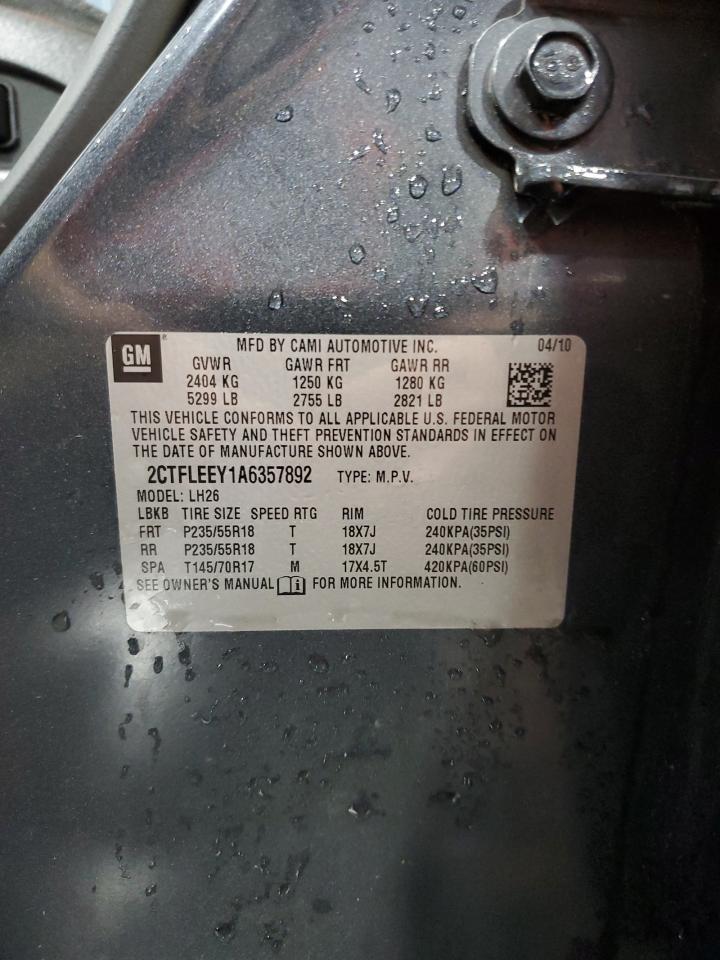 GM ®
MFD BY CAMI AUTOMOTIVE INC. 04/10
GVWR GAWR FRT GAWR RR
2404 KG 1250 KG 1280 KG
5299 LB 2755 LB 2821 LB
THIS VEHICLE CONFORMS TO ALL APPLICABLE U.S. FEDERAL MOTOR
VEHICLE SAFETY AND THEFT PREVENTION STANDARDS IN EFFECT ON
THE DATE OF MANUFACTURE SHOWN ABOVE.
2CTFLEEY1A6357892 TYPE: M.P.V.
MODEL: LH26
LBKB TIRE SIZE SPEED RTG RIM COLD TIRE PRESSURE
FRT P235/55R18 T 18X7J 240KPA(35PSI)
RR P235/55R18 T 18X7J 240KPA(35PSI)
SPA T145/70R17 M 17X4.5T 420KPA(60PSI)
SEE OWNER'S MANUAL i FOR MORE INFORMATION.